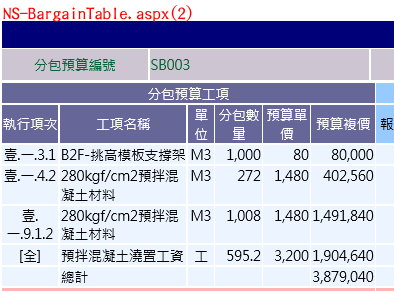 NS-BargainTable.aspx(2)
分包預算編號 SB003
分包預算工項
執行項次 工項名稱 單位 分包數量 預算單價 預算複價 報
壹.一.3.1 B2F-挑高模板支撐架 M3 1,000 80 80,000
壹.一.4.2 280kgf/cm2預拌混凝土材料 M3 272 1,480 402,560
壹.一.9.1.2 280kgf/cm2預拌混凝土材料 M3 1,008 1,480 1,491,840
[全] 預拌混凝土澆置工資 工 595.2 3,200 1,904,640
總計 3,879,040